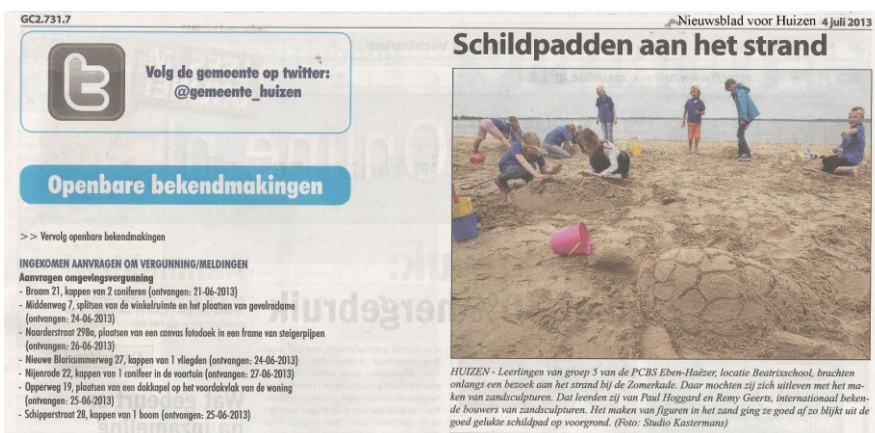 GC2.731.7
Nieuwsblad voor Huizen 4 juli 2013
Volg de gemeente op twitter:
@gemeente_huizen
Openbare bekendmakingen
>> Vervolg openbare bekendmakingen
INGEKOMEN AANVRAGEN OM VERGUNNING/MELDINGEN
Aanvragen omgevingsvergunning
- Braam 21, kappen van 2 coniferen (ontvangen: 21-06-2013)
- Middenweg 7, splitsen van de winkelruimte en het plaatsen van gevelreclame
(ontvangen: 24-06-2013)
- Naarderstraat 298a, plaatsen van een canvas fotodoek in een frame van steigerpijpen
(ontvangen: 26-06-2013)
- Nieuwe Blaricummerweg 27, kappen van 1 vliegden (ontvangen: 24-06-2013)
- Nijenrode 22, kappen van 1 conifeer in de voortuin (ontvangen: 27-06-2013)
- Opperweg 19, plaatsen van een dakkapel op het voordakvlak van de woning
(ontvangen: 25-06-2013)
- Schipperstraat 28, kappen van 1 boom (ontvangen: 25-06-2013)
Schildpadden aan het strand
HUIZEN - Leerlingen van groep 5 van de PCBS Eben-Haëzer, locatie Beatrixschool, brachten
onlangs een bezoek aan het strand bij de Zomerkade. Daar mochten zij zich uitleven met het ma-
ken van zandsculpturen. Dat leerden zij van Paul Hoggard en Remy Geerts, internationaal beken-
de bouwers van zandsculpturen. Het maken van figuren in het zand ging ze goed af zo blijkt uit de
goed gelukte schildpad op voorgrond. (Foto: Studio Kastermans)